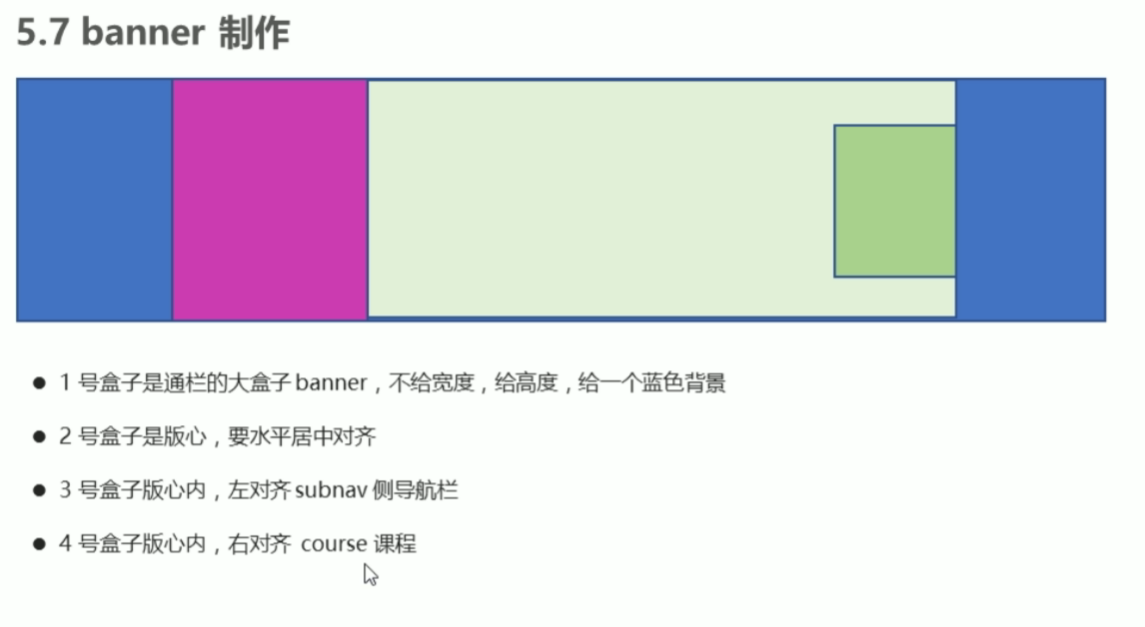 5.7 banner 制作
● 1 号盒子是通栏的大盒子 banner，不给宽度，给高度，给一个蓝色背景
● 2 号盒子是版心，要水平居中对齐
● 3 号盒子版心内，左对齐 subnav 侧导航栏
● 4 号盒子版心内，右对齐 course 课程